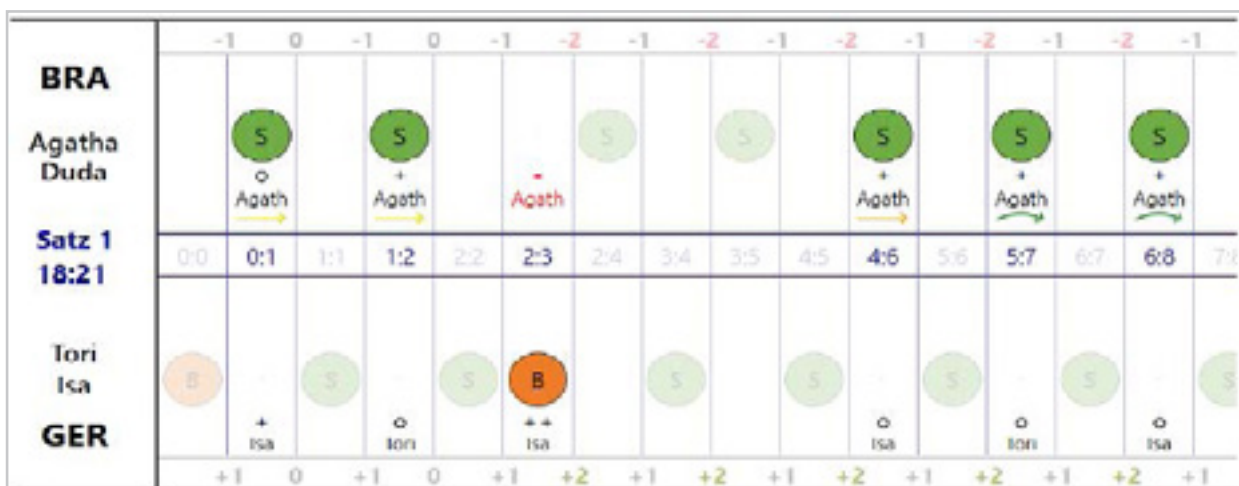 -1 0 -1 0 -1 -2 -1 -2 -1 -2 -1 -2 -1 -2 -1
BRA
Agatha
Duda
S S S S S S S
o + - + + +
Agath Agath Agath Agath Agath Agath
Satz 1
18:21
0:0 0:1 1:1 1:2 2:2 2:3 2:4 3:4 3:5 4:5 4:6 5:6 5:7 6:7 6:8
Tori
Isa
B S S B S S S S S
+ o ++ o o o
Isa Tori Isa Isa Tori Isa
GER
+1 0 +1 0 +1 +2 +1 +2 +1 +2 +1 +2 +1 +2 +1